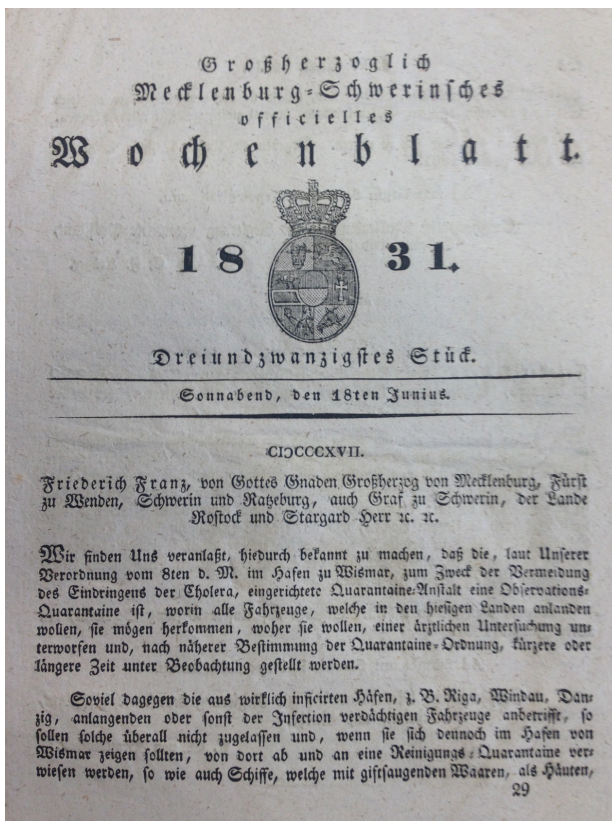 Großherzoglich
Mecklenburg-Schwerinsches
officielles
Wochenblatt.
18 31.
Dreiundzwanzigstes Stück.
Sonnabend, den 18ten Junius.
CIↃCCCXVII.
Friederich Franz, von Gottes Gnaden Großherzog von Mecklenburg, Fürst
zu Wenden, Schwerin und Ratzeburg, auch Graf zu Schwerin, der Lande
Rostock und Stargard Herr ꝛc. ꝛc.
Wir finden Uns veranlaßt, hiedurch bekannt zu machen, daß die, laut Unserer
Verordnung vom 8ten d. M. im Hafen zu Wismar, zum Zweck der Vermeidung
des Eindringens der Cholera, eingerichtete Quarantaine-Anstalt eine Observations-
Quarantaine ist, worin alle Fahrzeuge, welche in den hiesigen Landen anlanden
wollen, sie mögen herkommen, woher sie wollen, einer ärztlichen Untersuchung un-
terworfen und, nach näherer Bestimmung der Quarantaine-Ordnung, kürzere oder
längere Zeit unter Beobachtung gestellt werden.
Soviel dagegen die aus wirklich inficirten Häfen, z. B. Riga, Windau, Dan-
zig, anlangenden oder sonst der Infection verdächtigen Fahrzeuge anbetrifft, so
sollen solche überall nicht zugelassen und, wenn sie sich dennoch im Hafen von
Wismar zeigen sollten, von dort ab und an eine Reinigungs-Quarantaine ver-
wiesen werden, so wie auch Schiffe, welche mit giftsaugenden Waaren, als Häuten,
29